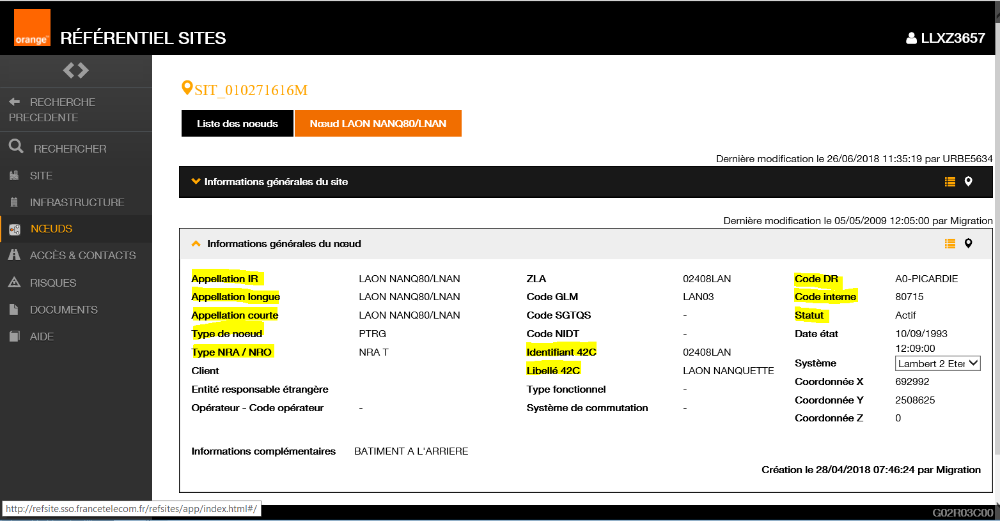 orange™
RÉFÉRENTIEL SITES
LLXZ3657
RECHERCHE
PRECEDENTE
RECHERCHER
SITE
INFRASTRUCTURE
NŒUDS
ACCÈS & CONTACTS
RISQUES
DOCUMENTS
AIDE
SIT_010271616M
Liste des noeuds Nœud LAON NANQ80/LNAN
Dernière modification le 26/06/2018 11:35:19 par URBE5634
Informations générales du site
Dernière modification le 05/05/2009 12:05:00 par Migration
Informations générales du nœud
Appellation IR LAON NANQ80/LNAN ZLA 02408LAN Code DR A0-PICARDIE
Appellation longue LAON NANQ80/LNAN Code GLM LAN03 Code interne 80715
Appellation courte LAON NANQ80/LNAN Code SGTQS - Statut Actif
Type de noeud PTRG Code NIDT - Date état 10/09/1993
12:09:00
Type NRA / NRO NRA T Identifiant 42C 02408LAN
Système Lambert 2 Eter
Client Libellé 42C LAON NANQUETTE
Coordonnée X 692992
Entité responsable étrangère Type fonctionnel -
Coordonnée Y 2508625
Opérateur - Code opérateur - Système de commutation -
Coordonnée Z 0
Informations complémentaires BATIMENT A L'ARRIERE
Création le 28/04/2018 07:46:24 par Migration
http://refsite.sso.francetelecom.fr/refsites/app/index.html#/
G02R03C00